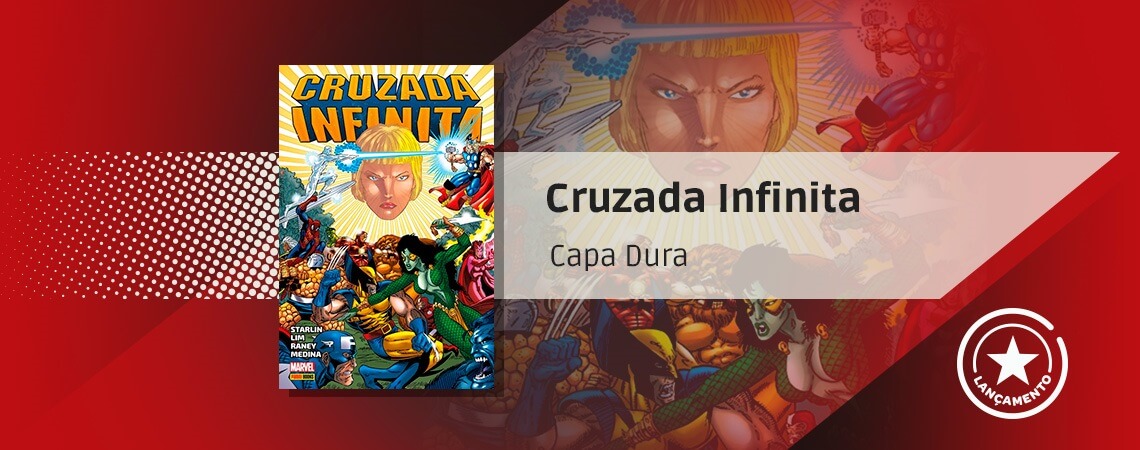 CRUZADA
INFINITA
STARLIN
LIM
RANEY
MEDINA
MARVEL
Cruzada Infinita
Capa Dura
LANÇAMENTO